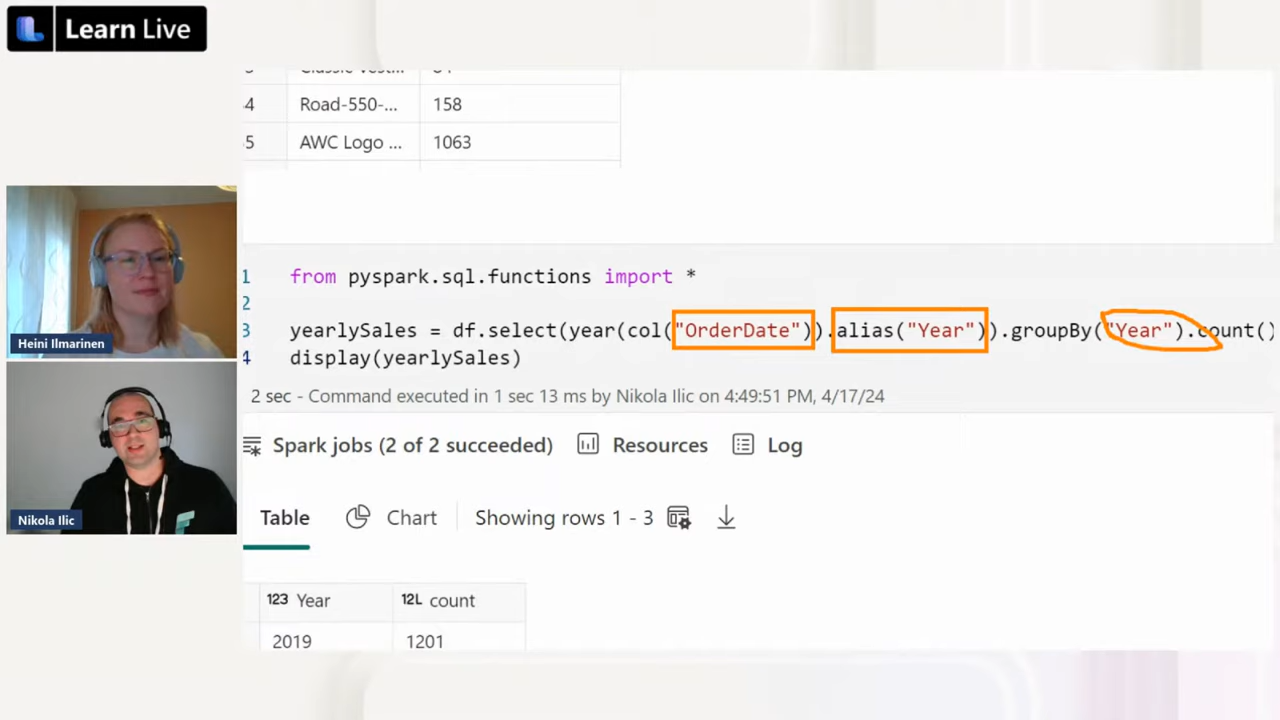 Learn Live
54
Road-550-...
158
55
AWC Logo ...
1063
Heini Ilmarinen
Nikola Ilic
1
from pyspark.sql.functions import *
2
3
yearlySales = df.select(year(col("OrderDate")).alias("Year")).groupBy("Year").count()
4
display(yearlySales)
2 sec - Command executed in 1 sec 13 ms by Nikola Ilic on 4:49:51 PM, 4/17/24
Spark jobs (2 of 2 succeeded)
Resources
Log
Table
Chart
Showing rows 1 - 3
123 Year
12L count
2019
1201